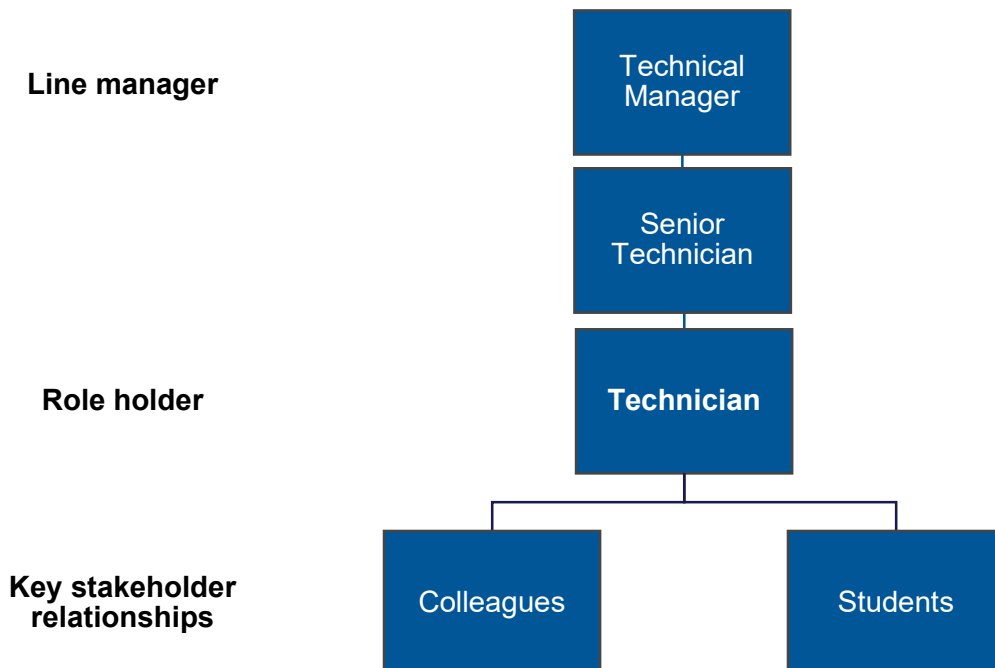 Line manager
Technical
Manager
Senior
Technician
Role holder
Technician
Key stakeholder
relationships
Colleagues
Students